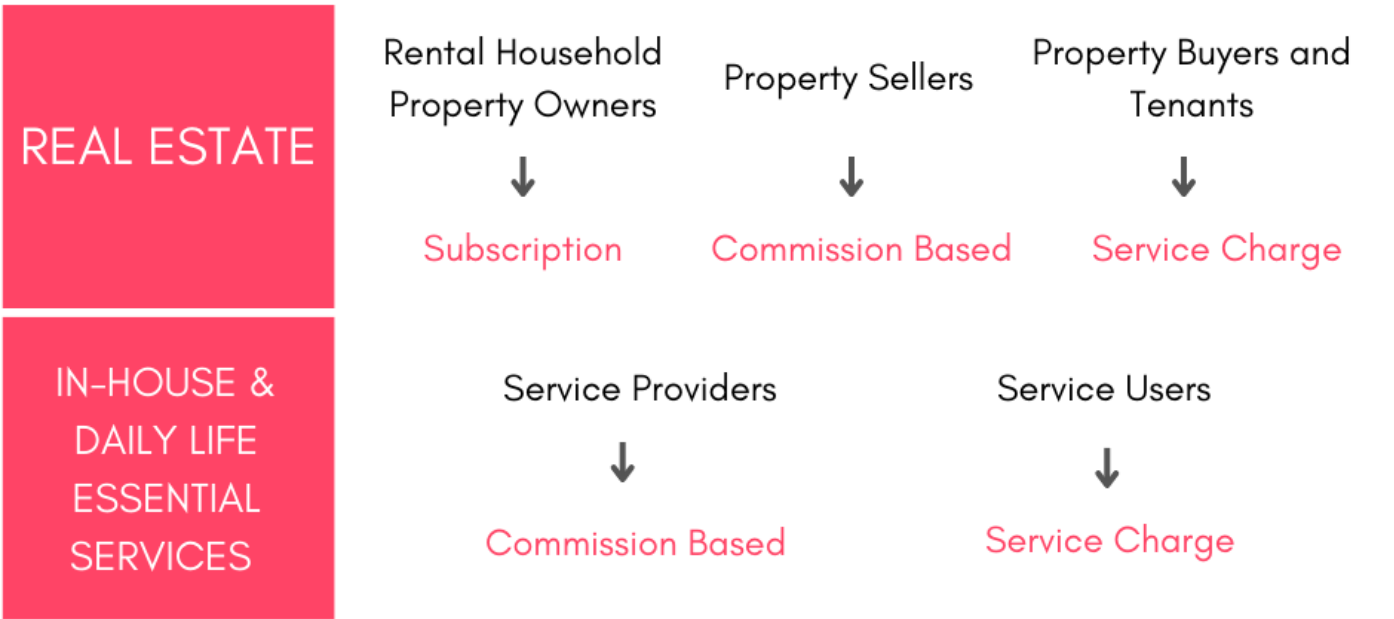 REAL ESTATE
Rental Household
Property Owners
Subscription
Property Sellers
Commission Based
Property Buyers and
Tenants
Service Charge
IN-HOUSE &
DAILY LIFE
ESSENTIAL
SERVICES
Service Providers
Commission Based
Service Users
Service Charge